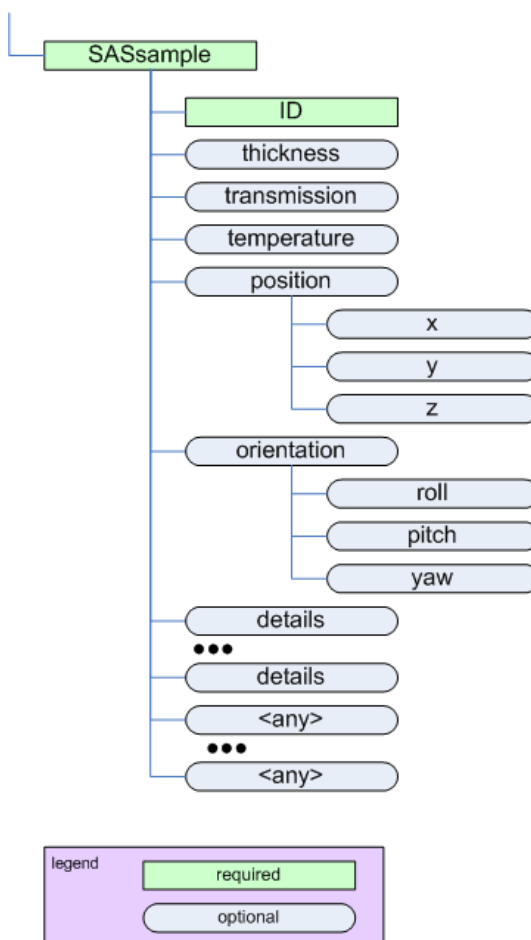 SASsample
ID
thickness
transmission
temperature
position
x
y
z
orientation
roll
pitch
yaw
details
•••
details
<any>
•••
<any>
legend
required
optional